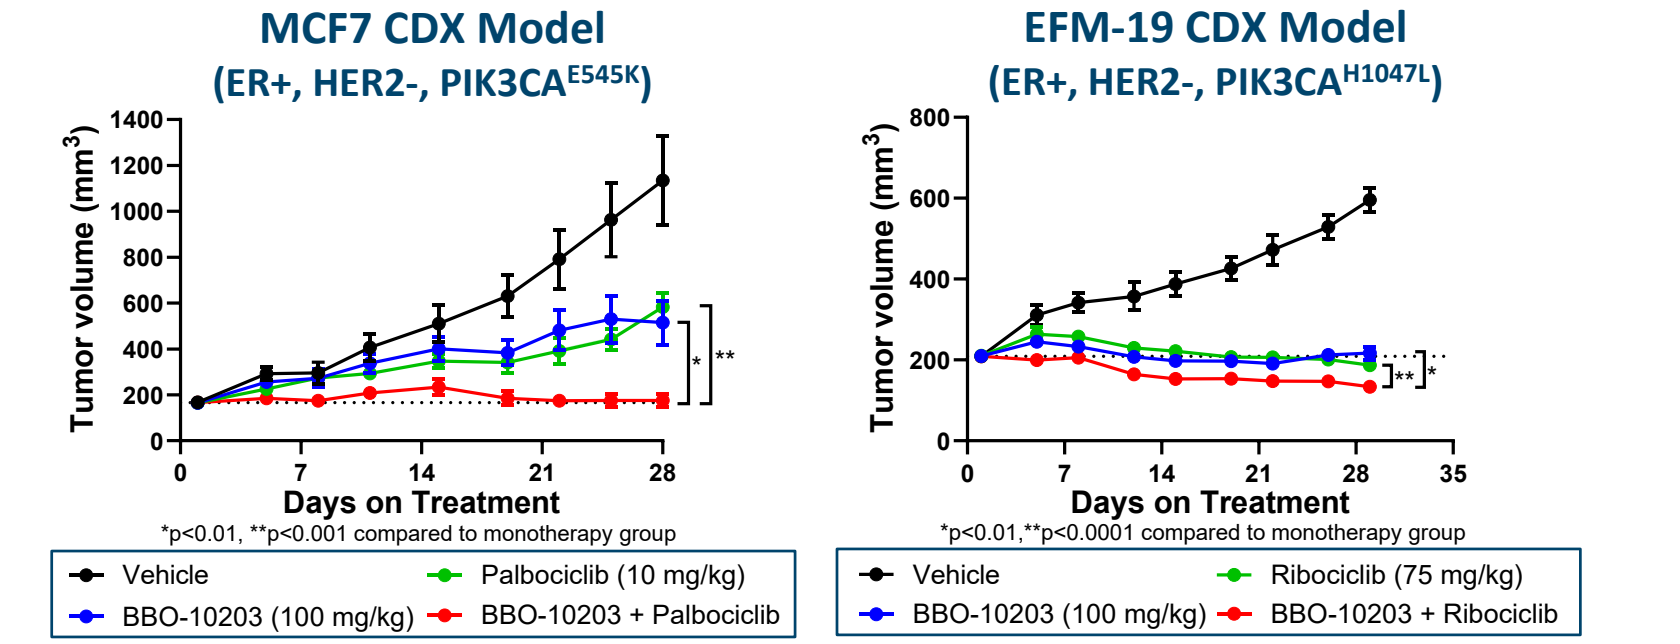 MCF7 CDX Model
(ER+, HER2-, PIK3CA^E545K)
Tumor volume (mm³)
1400
1200
1000
800
600
400
200
0
0 7 14 21 28
* **
Days on Treatment
*p<0.01, **p<0.001 compared to monotherapy group
Vehicle
Palbociclib (10 mg/kg)
BBO-10203 (100 mg/kg)
BBO-10203 + Palbociclib
EFM-19 CDX Model
(ER+, HER2-, PIK3CA^H1047L)
Tumor volume (mm³)
800
600
400
200
0
0 7 14 21 28 35
** *
Days on Treatment
*p<0.01,**p<0.0001 compared to monotherapy group
Vehicle
Ribociclib (75 mg/kg)
BBO-10203 (100 mg/kg)
BBO-10203 + Ribociclib